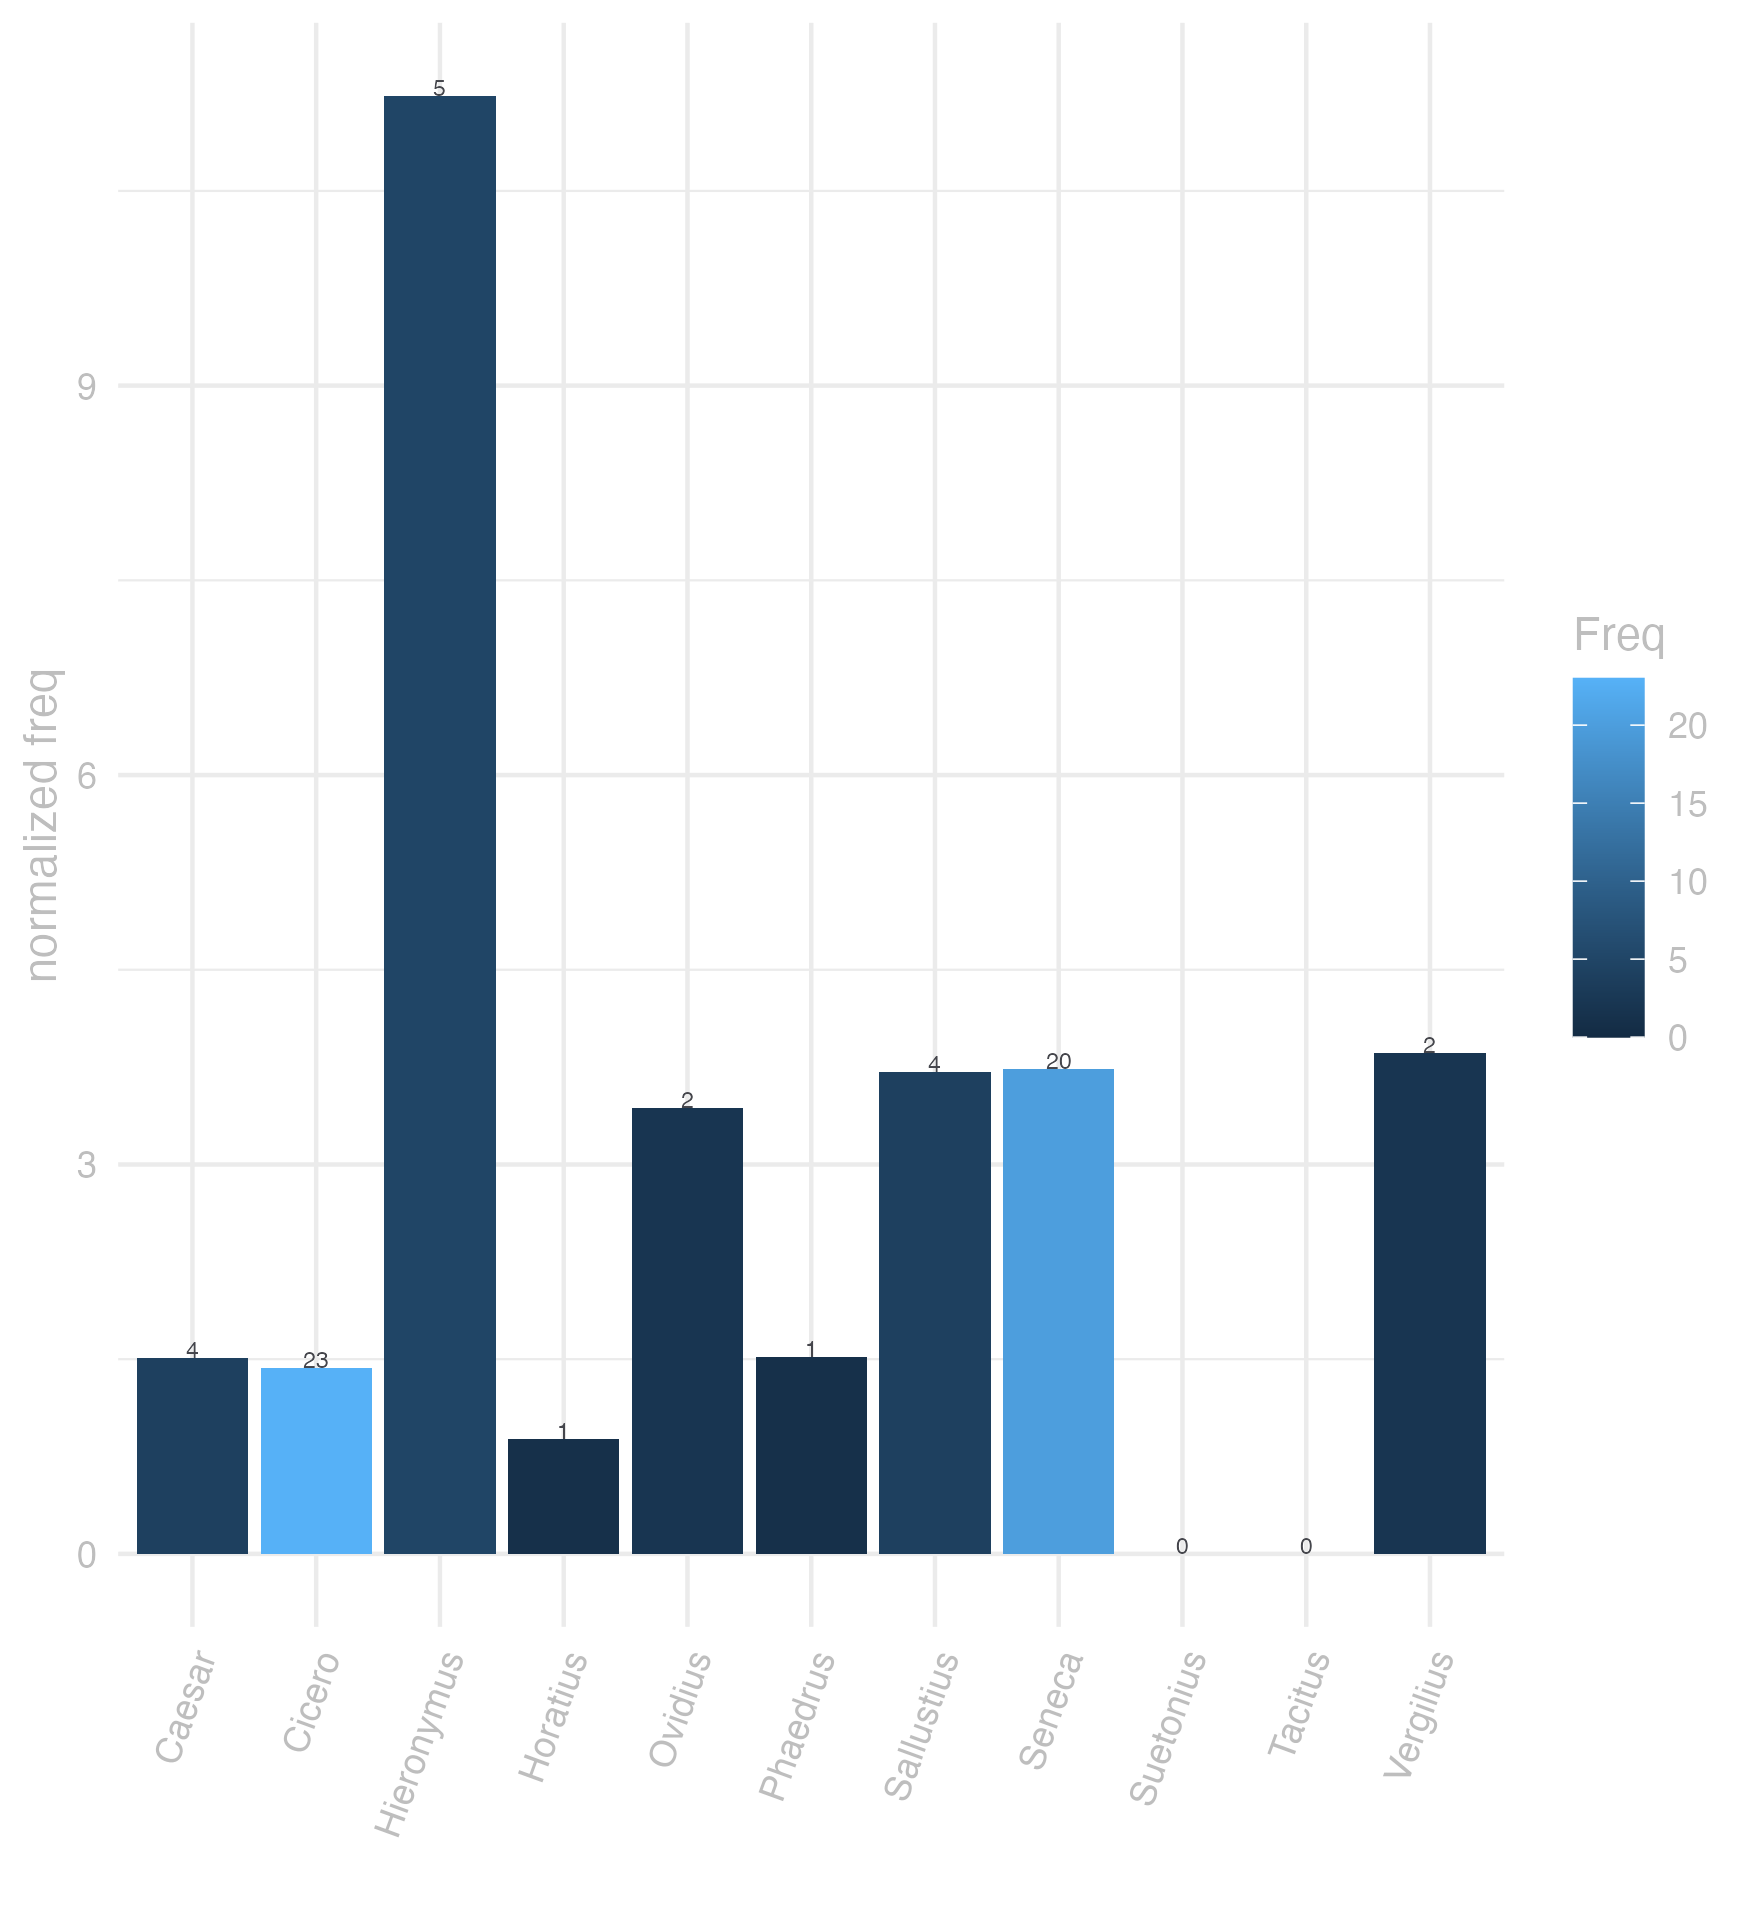 normalized freq
9
6
3
0
4
23
5
1
2
1
4
20
0
0
2
Caesar
Cicero
Hieronymus
Horatius
Ovidius
Phaedrus
Sallustius
Seneca
Suetonius
Tacitus
Vergilius
Freq
20
15
10
5
0